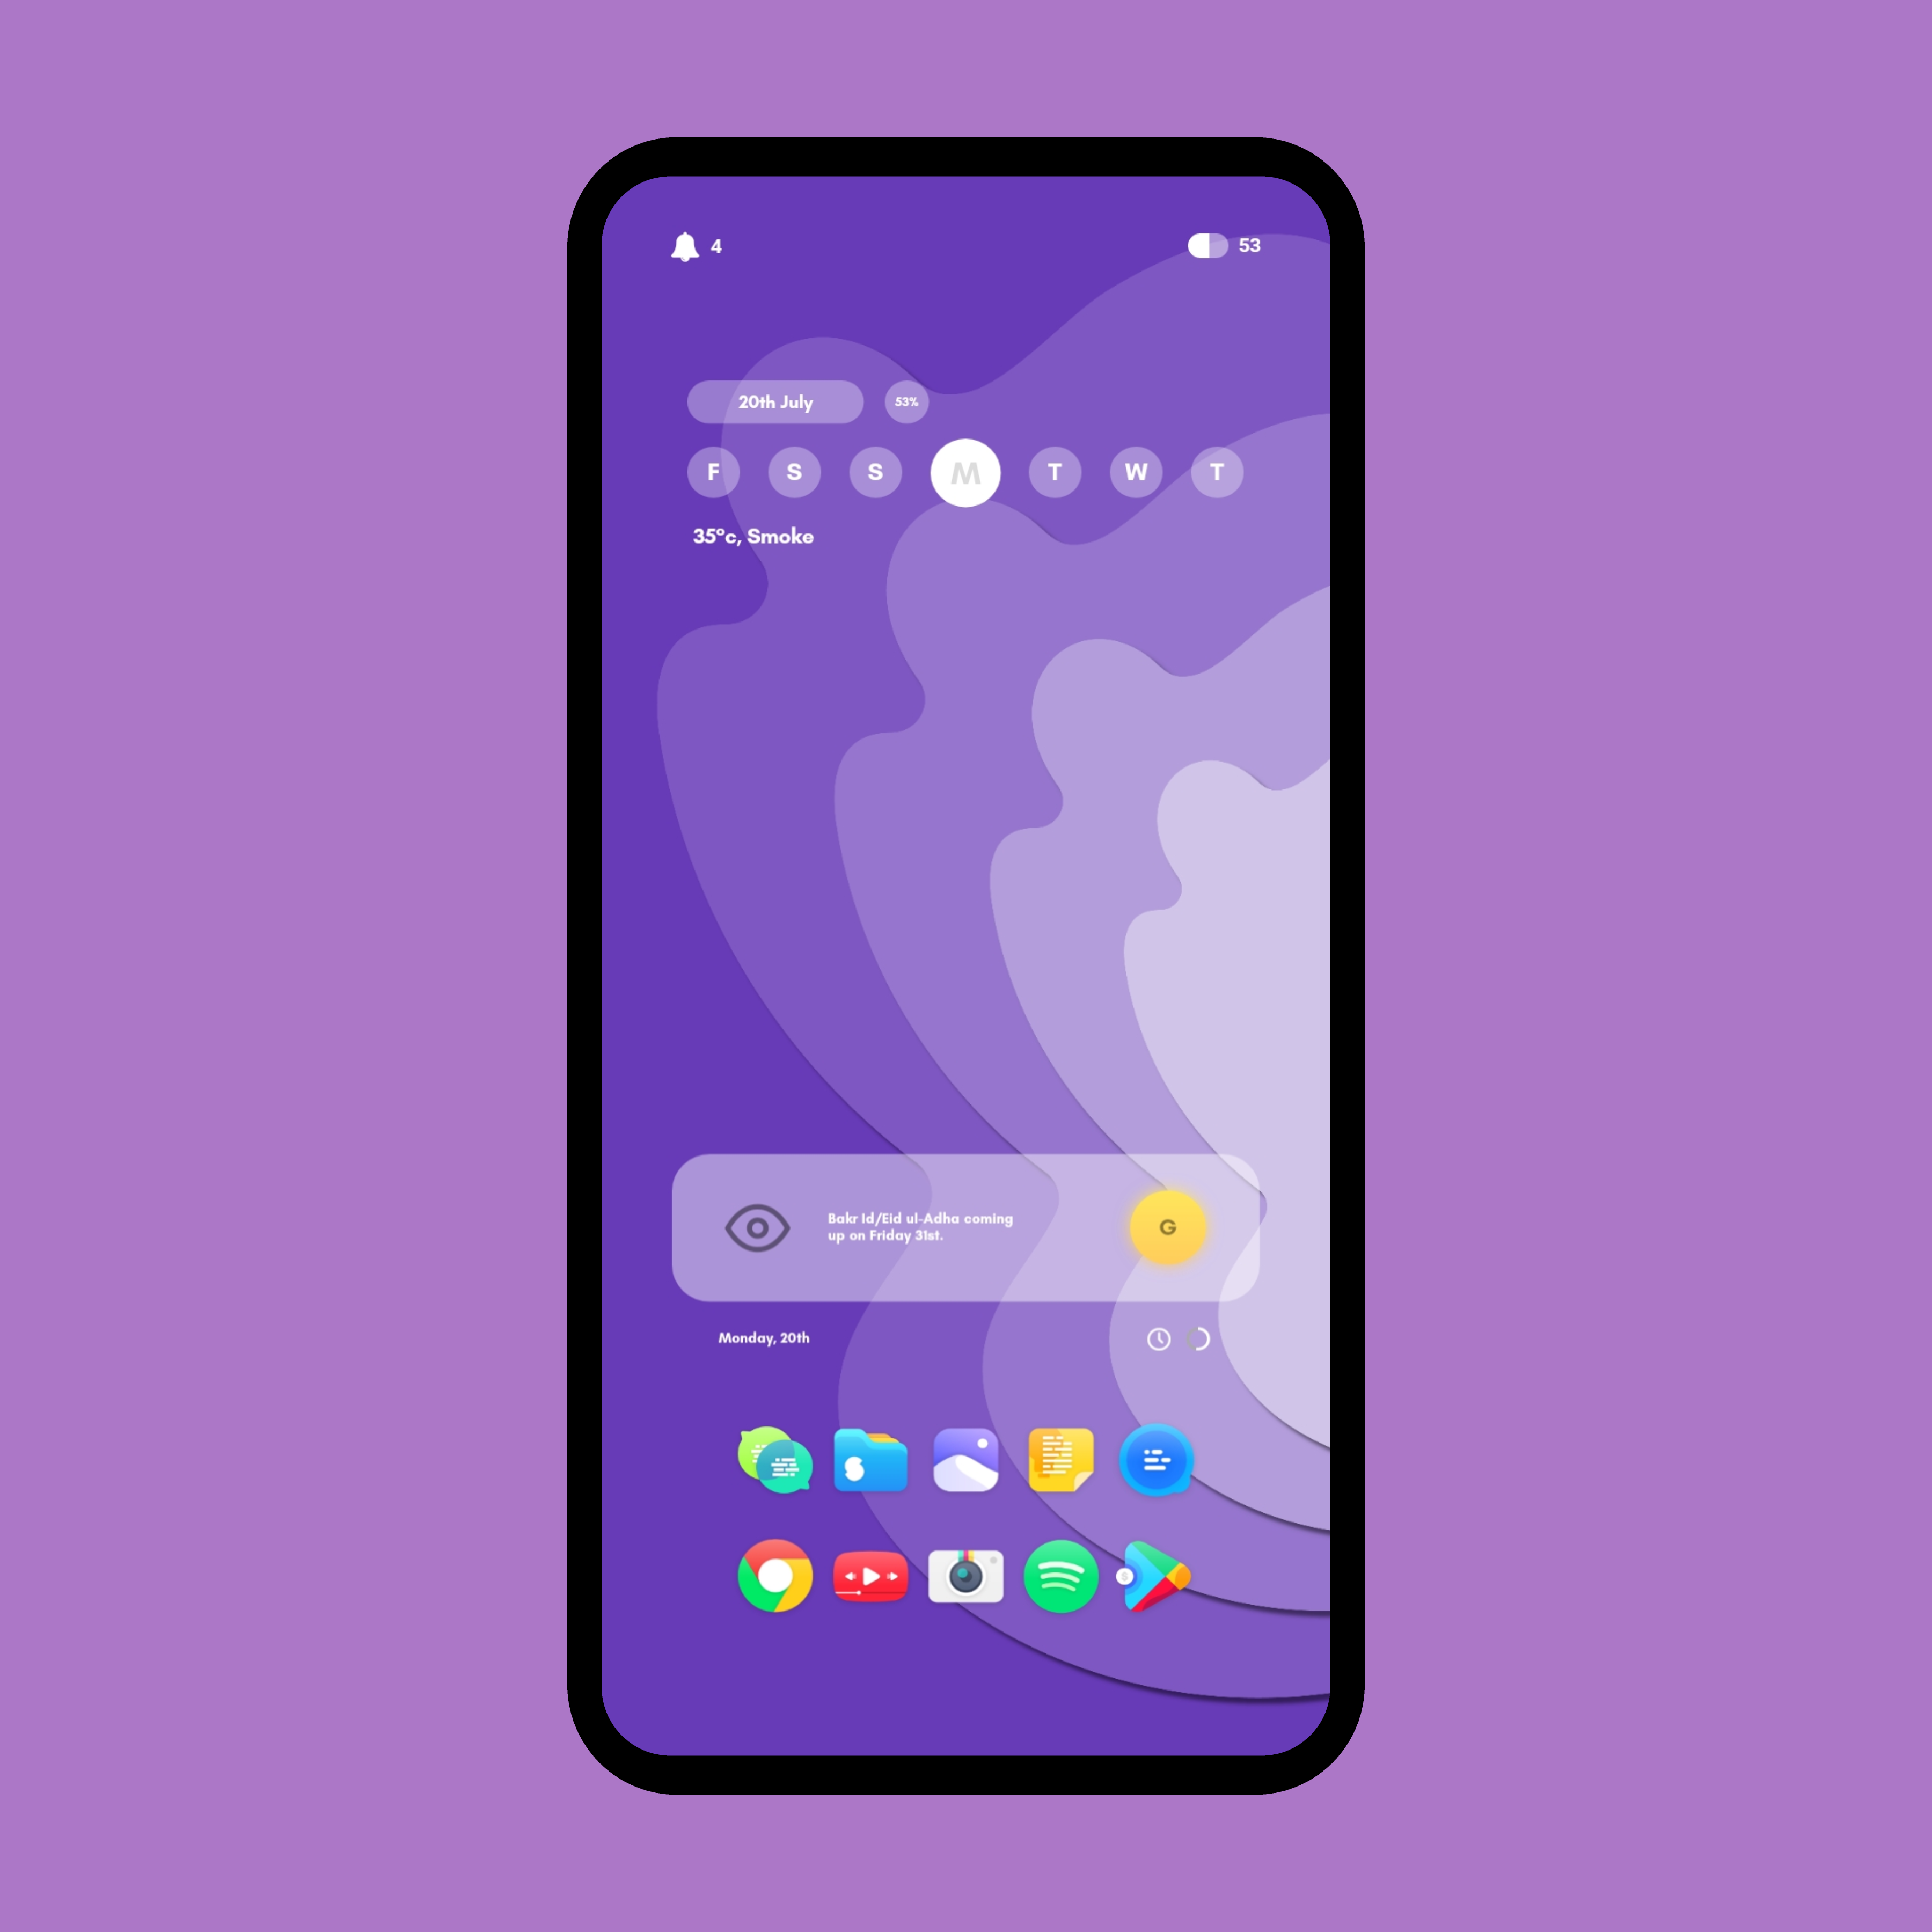 4 53
20th July 53%
F S S M T W T
35°c, Smoke
Bakr Id/Eid ul-Adha coming
up on Friday 31st.
G
Monday, 20th